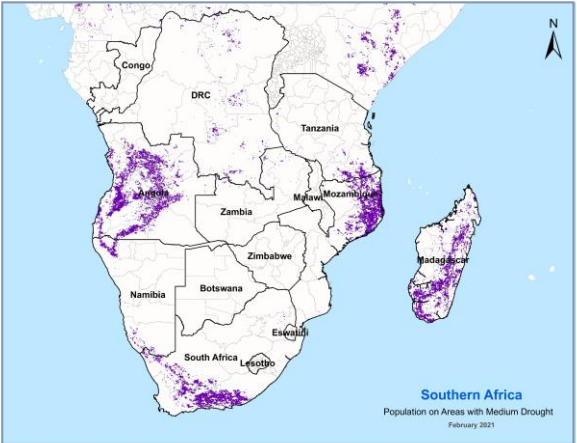 N
Congo
DRC
Tanzania
Angola
Malawi
Mozambique
Zambia
Madagascar
Zimbabwe
Namibia
Botswana
Eswatini
South Africa
Lesotho
Southern Africa
Population on Areas with Medium Drought
February 2021